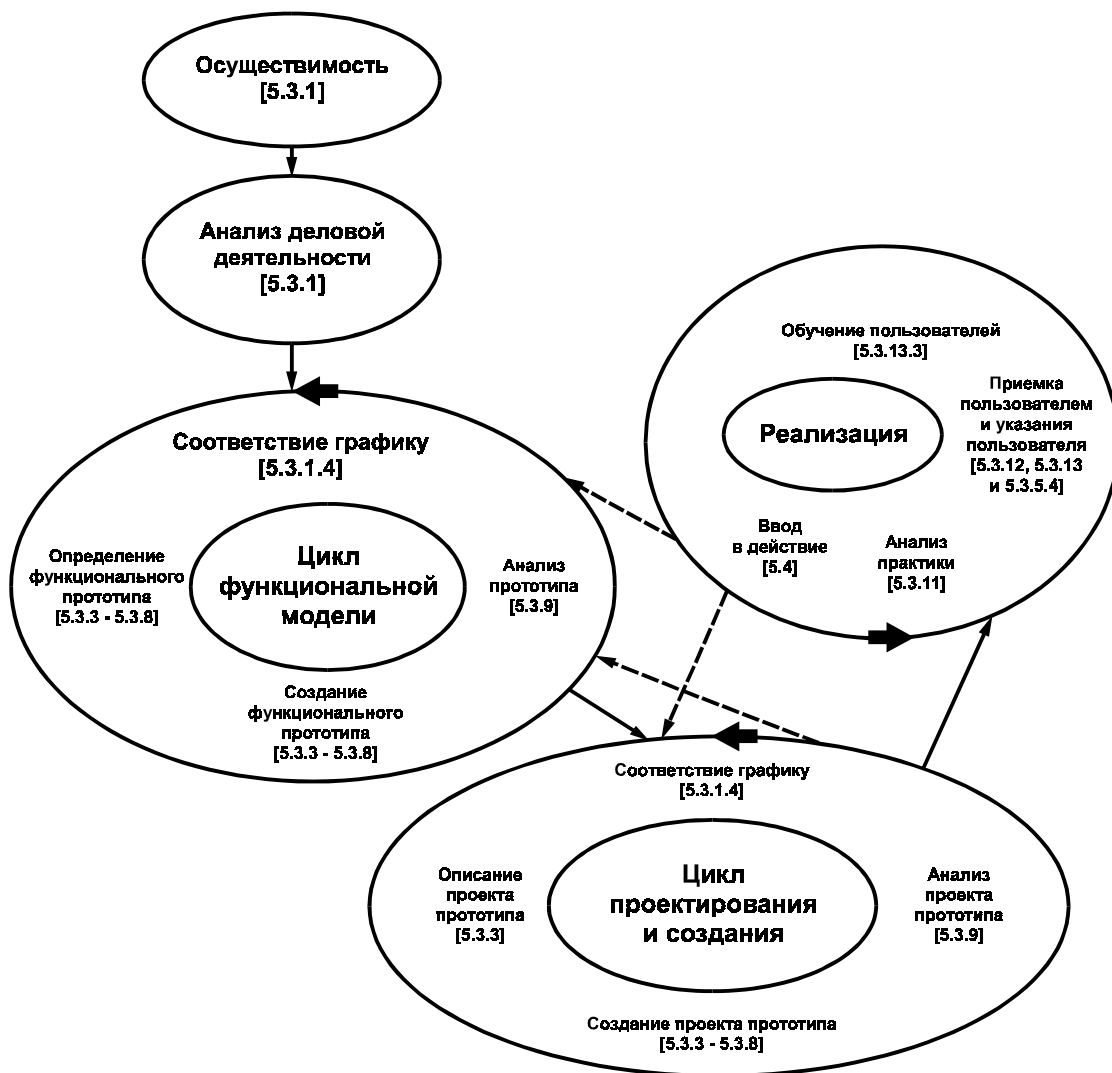 Осуществимость
[5.3.1]
Анализ деловой
деятельности
[5.3.1]
Соответствие графику
[5.3.1.4]
Определение
функционального
прототипа
[5.3.3 - 5.3.8]
Цикл
функциональной
модели
Анализ
прототипа
[5.3.9]
Создание
функционального
прототипа
[5.3.3 - 5.3.8]
Обучение пользователей
[5.3.13.3]
Реализация
Приемка
пользователем
и указания
пользователя
[5.3.12, 5.3.13
и 5.3.5.4]
Ввод
в действие
[5.4]
Анализ
практики
[5.3.11]
Соответствие графику
[5.3.1.4]
Описание
проекта
прототипа
[5.3.3]
Цикл
проектирования
и создания
Анализ
проекта
прототипа
[5.3.9]
Создание проекта прототипа
[5.3.3 - 5.3.8]